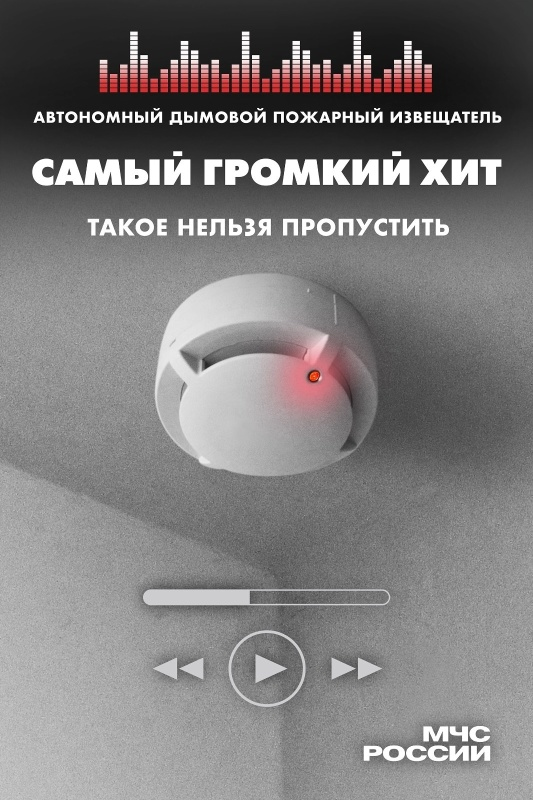 АВТОНОМНЫЙ ДЫМОВОЙ ПОЖАРНЫЙ ИЗВЕЩАТЕЛЬ
САМЫЙ ГРОМКИЙ ХИТ
ТАКОЕ НЕЛЬЗЯ ПРОПУСТИТЬ
МЧС
РОССИИ